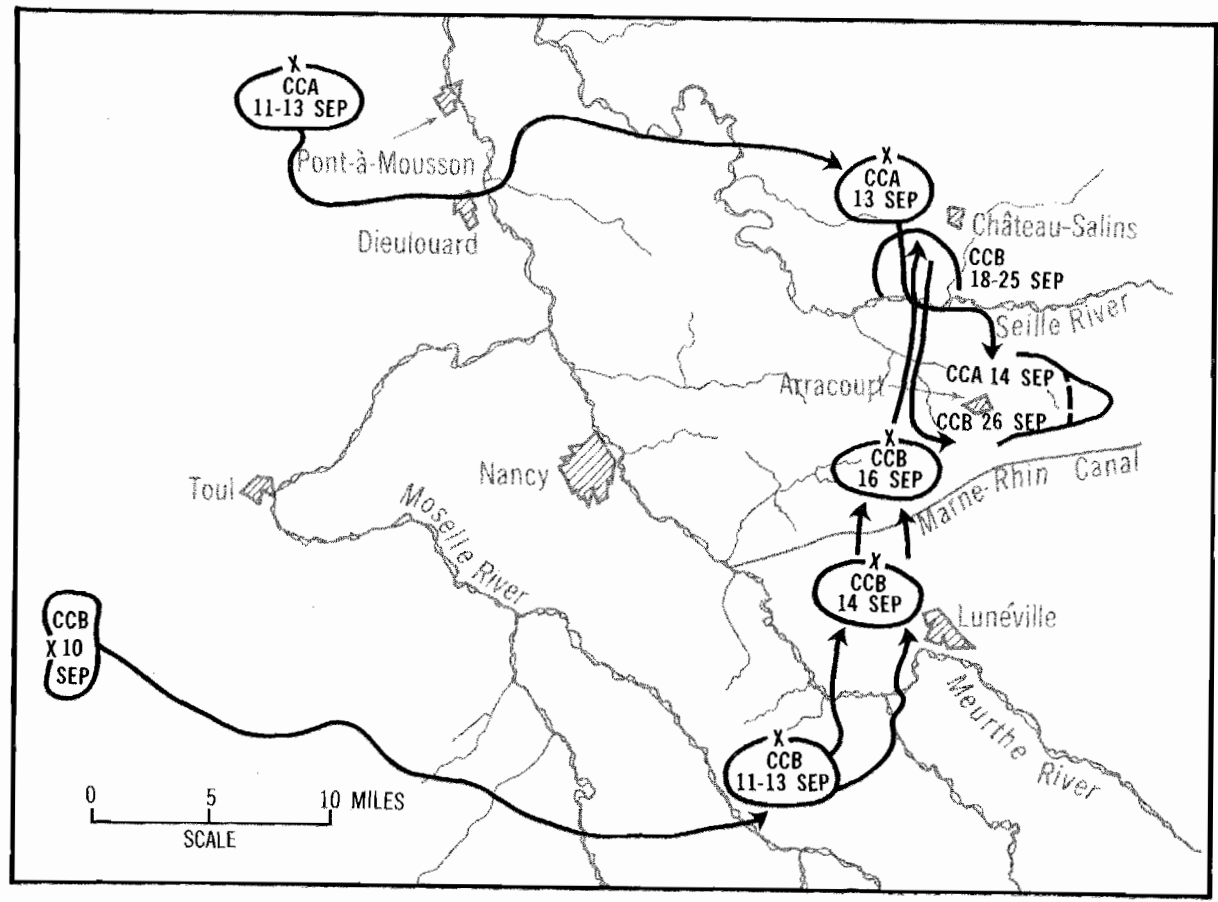 X
CCA
11-13 SEP
Pont-à-Mousson
Dieulouard
X
CCA
13 SEP
Château-Salins
CCB
18-25 SEP
Seille River
CCA 14 SEP
Arracourt
CCB 26 SEP
X
CCB
16 SEP
Marne-Rhin Canal
Nancy
Toul
Moselle River
X
CCB
14 SEP
Lunéville
CCB
X 10
SEP
Meurthe River
X
CCB
11-13 SEP
0 5 10 MILES
SCALE